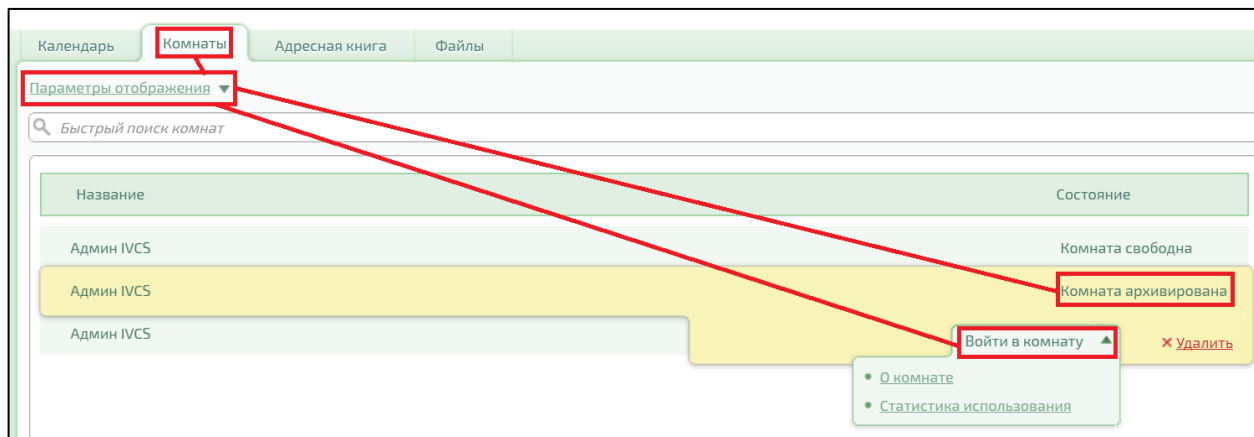 Календарь Комнаты Адресная книга Файлы
Параметры отображения
Быстрый поиск комнат
Название Состояние
Админ IVCS Комната свободна
Админ IVCS Комната архивирована
Админ IVCS Войти в комнату Удалить
О комнате
Статистика использования